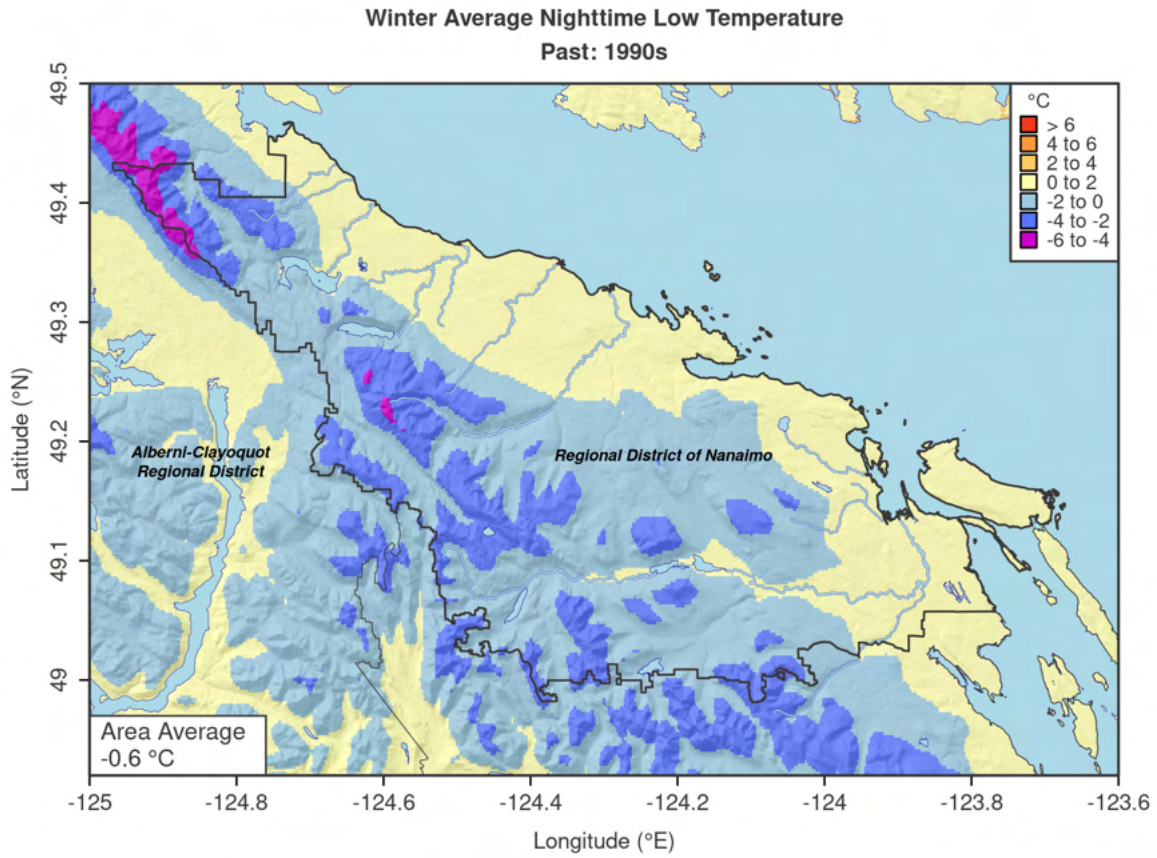 Winter Average Nighttime Low Temperature
Past: 1990s
°C
> 6
4 to 6
2 to 4
0 to 2
-2 to 0
-4 to -2
-6 to -4
Latitude (°N)
49.5
49.4
49.3
49.2
49.1
49
Alberni-Clayoquot
Regional District
Regional District of Nanaimo
Area Average
-0.6 °C
-125
-124.8
-124.6
-124.4
-124.2
-124
-123.8
-123.6
Longitude (°E)